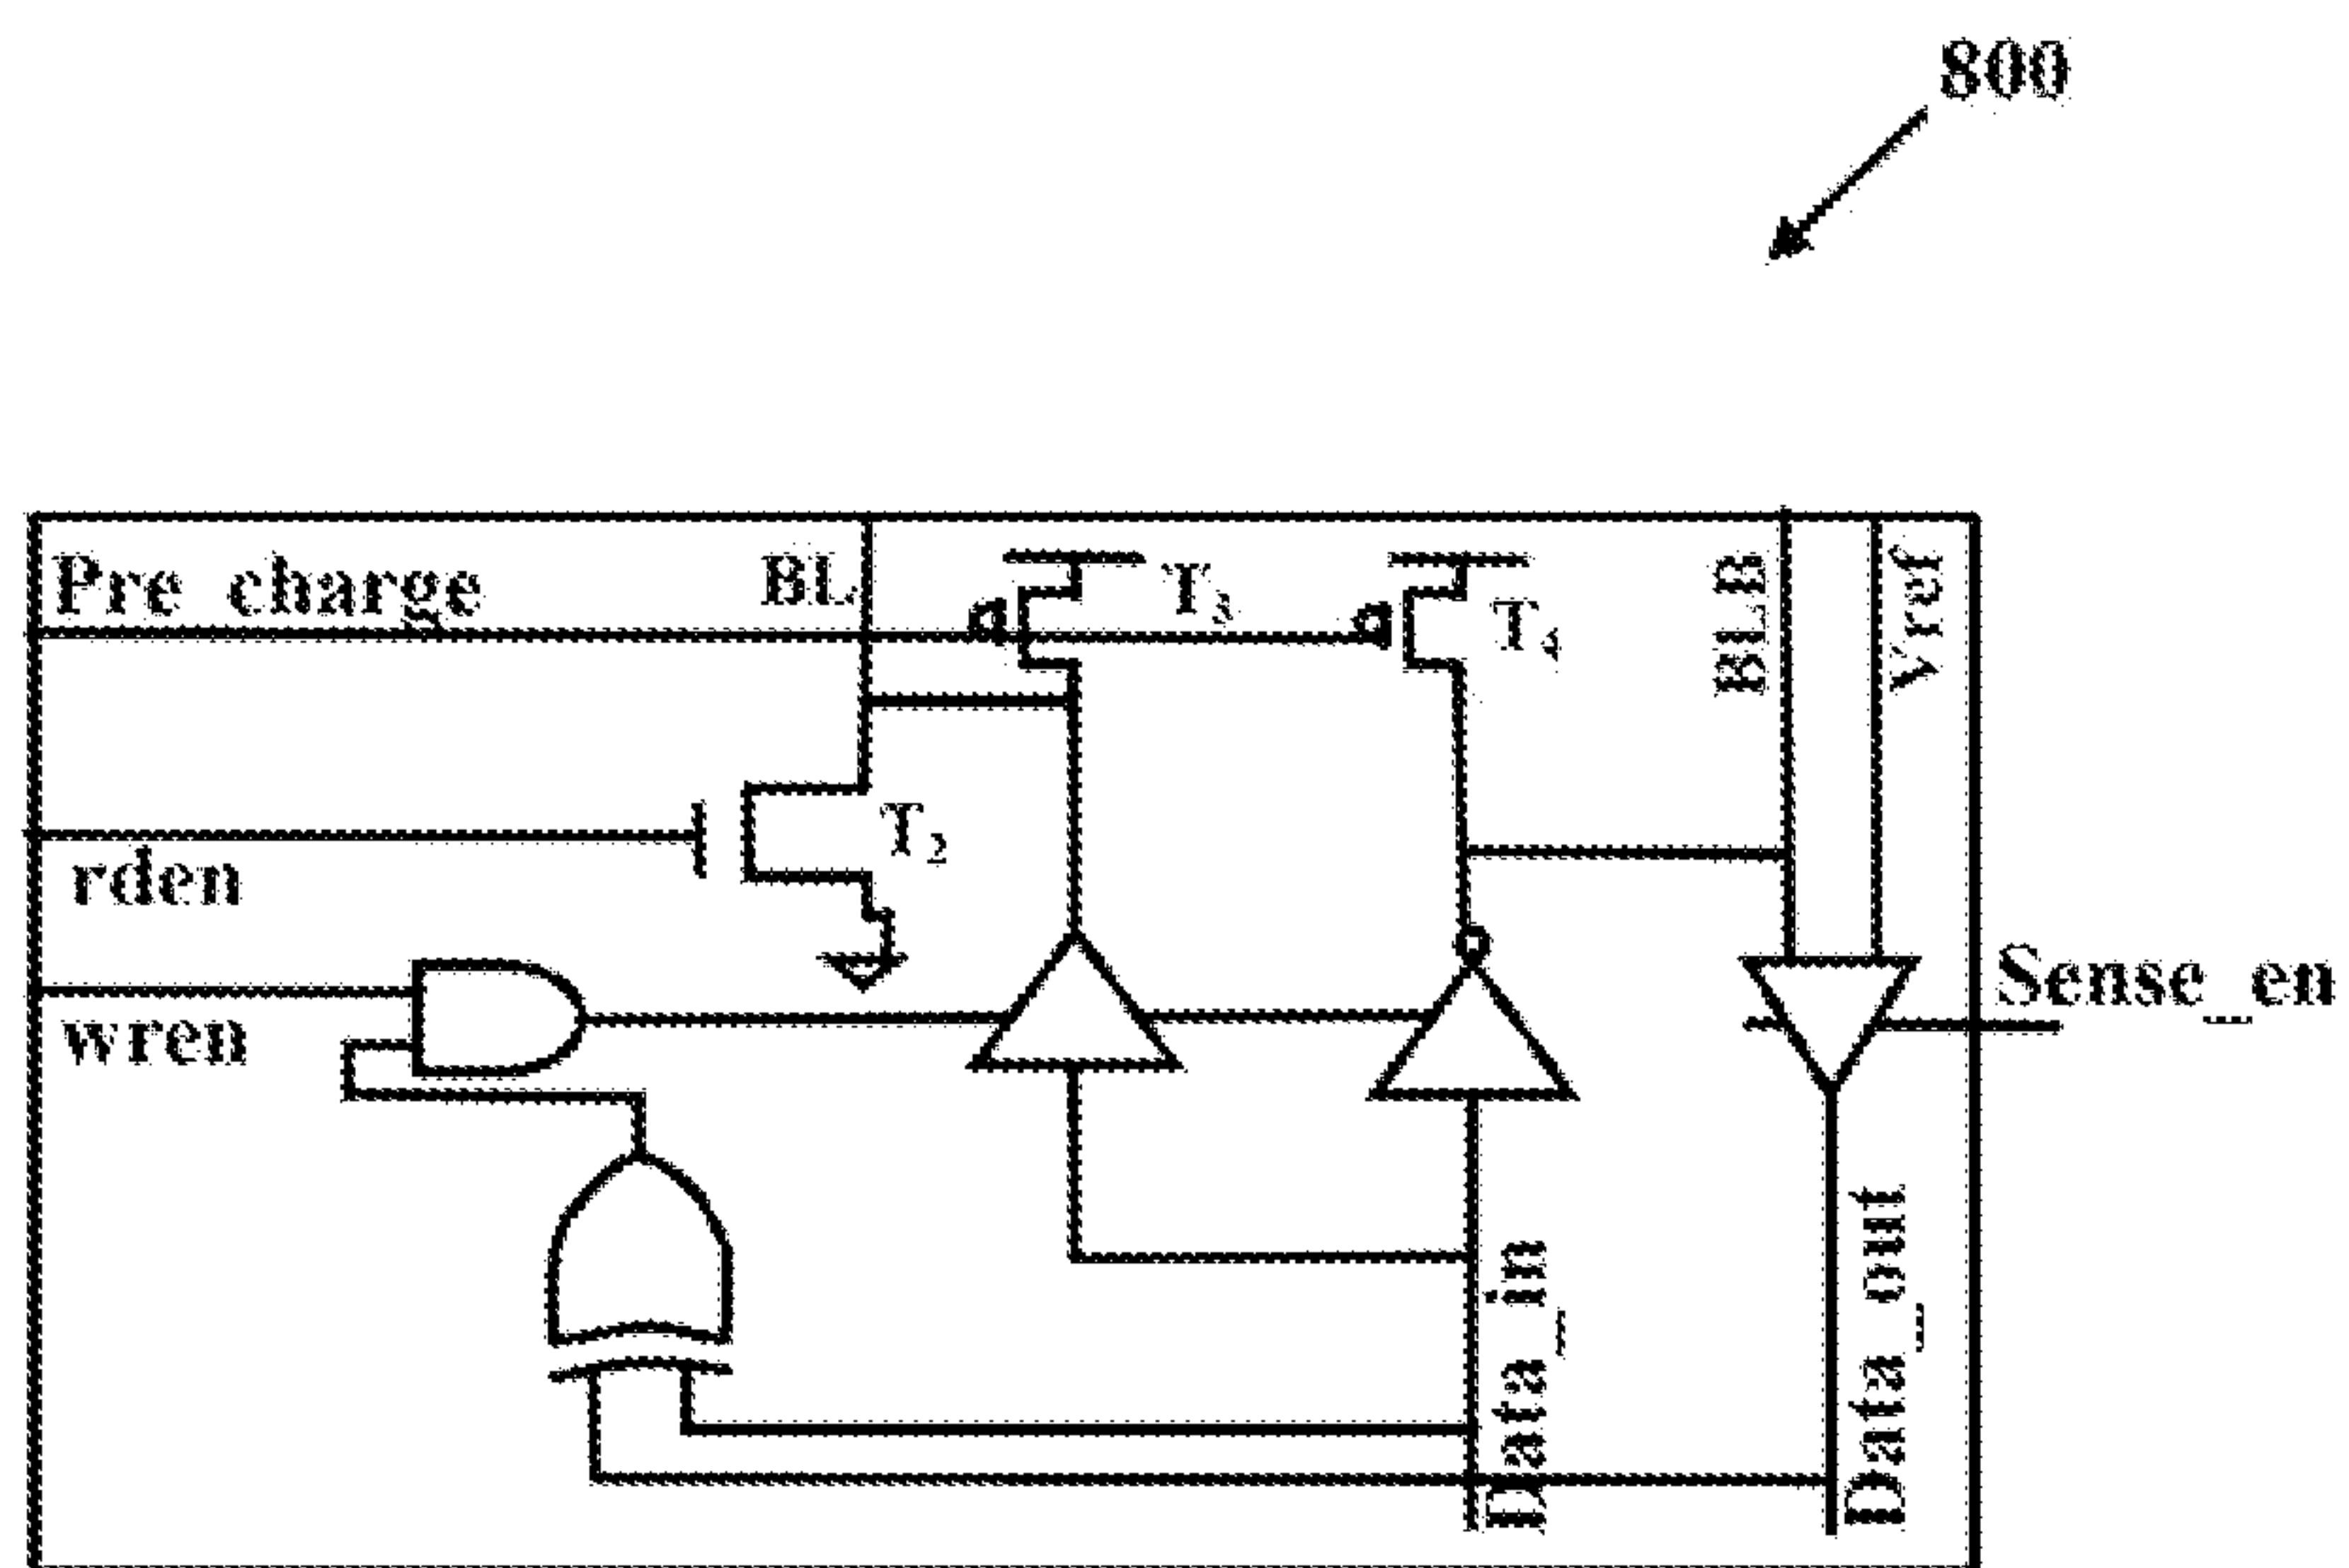 800
Pre_charge
BL
T3
T4
BLB
Vref
rden
T2
wren
Sense_en
Data_in
Data_out